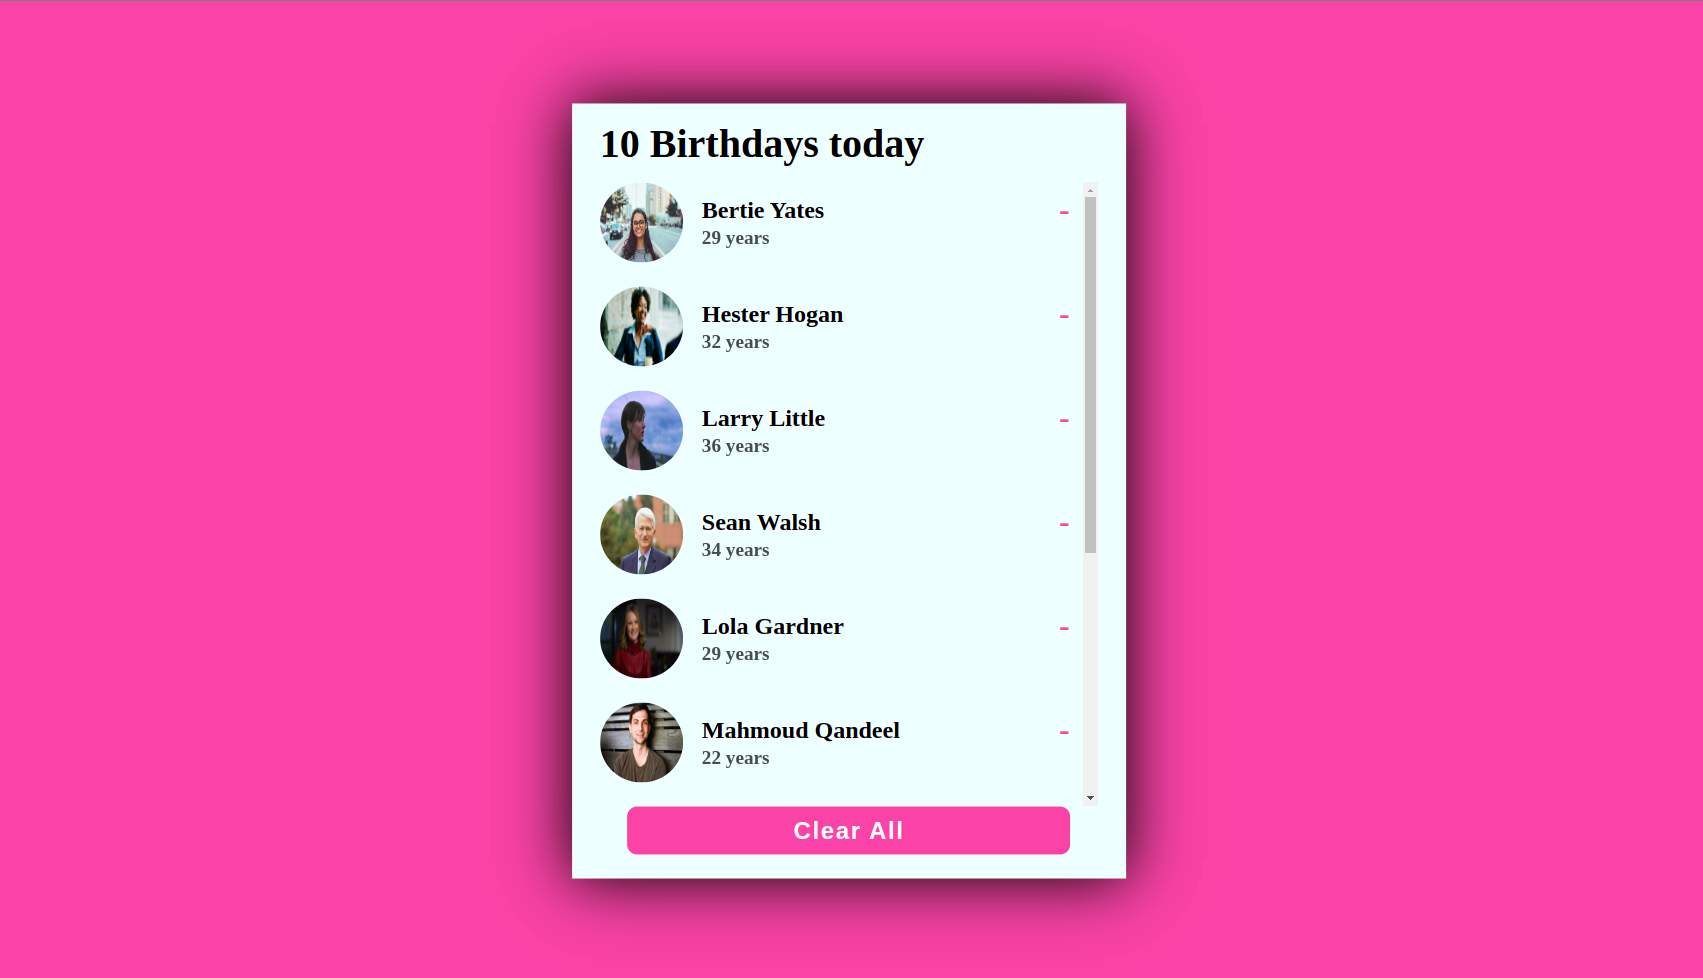 10 Birthdays today
Bertie Yates
-
29 years
Hester Hogan
-
32 years
Larry Little
-
36 years
Sean Walsh
-
34 years
Lola Gardner
-
29 years
Mahmoud Qandeel
-
22 years
Clear All